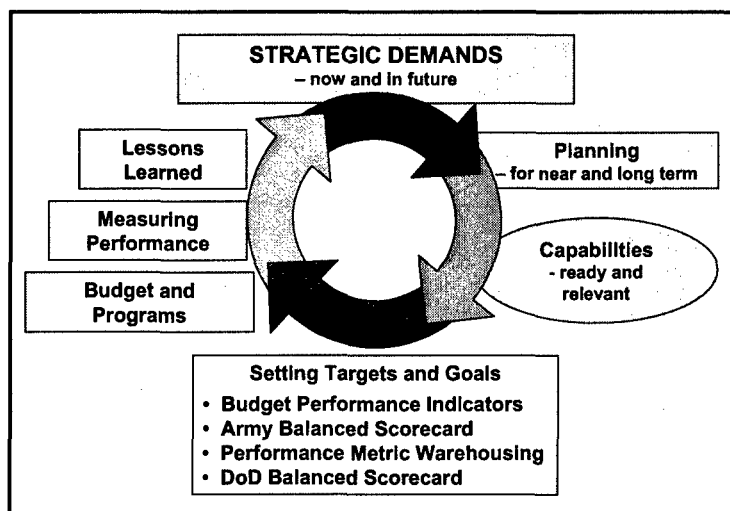 STRATEGIC DEMANDS
– now and in future
Planning
– for near and long term
Capabilities
- ready and
relevant
Setting Targets and Goals
• Budget Performance Indicators
• Army Balanced Scorecard
• Performance Metric Warehousing
• DoD Balanced Scorecard
Budget and
Programs
Measuring
Performance
Lessons
Learned